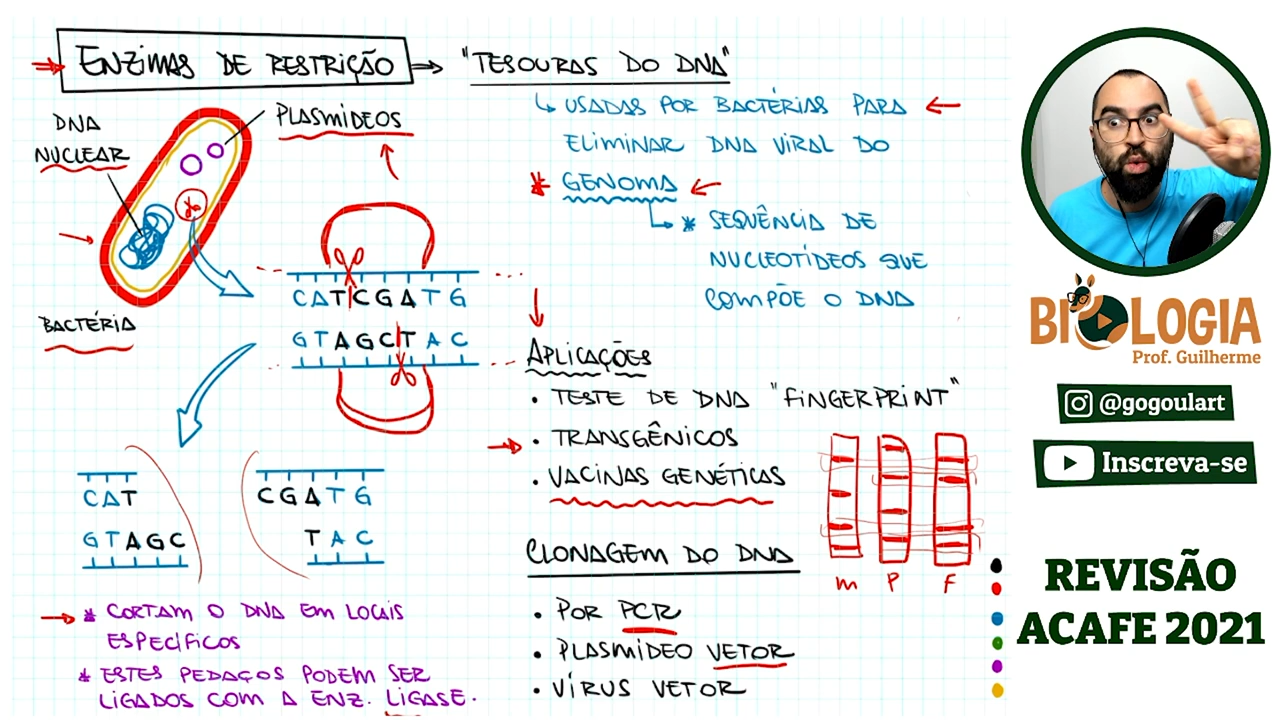 ENZIMAS DE RESTRIÇÃO → "TESOURAS DO DNA"
↳ USADAS POR BACTÉRIAS PARA
ELIMINAR DNA VIRAL DO
* GENOMA
* SEQUÊNCIA DE
NUCLEOTÍDEOS QUE
COMPÕE O DNA
DNA
NUCLEAR
PLASMÍDEOS
BACTÉRIA
CATCGATG
GTAGCTAC
CAT
GTAGC
CGATG
TAC
* CORTAM O DNA EM LOCAIS
ESPECÍFICOS
* ESTES PEDAÇOS PODEM SER
LIGADOS COM A ENZ. LIGASE.
APLICAÇÕES
• TESTE DE DNA "FINGERPRINT"
• TRANSGÊNICOS
• VACINAS GENÉTICAS
m P F
CLONAGEM DO DNA
• POR PCR
• PLASMÍDEO VETOR
• VÍRUS VETOR
BIOLOGIA
Prof. Guilherme
@gogoulart
Inscreva-se
REVISÃO
ACAFE 2021